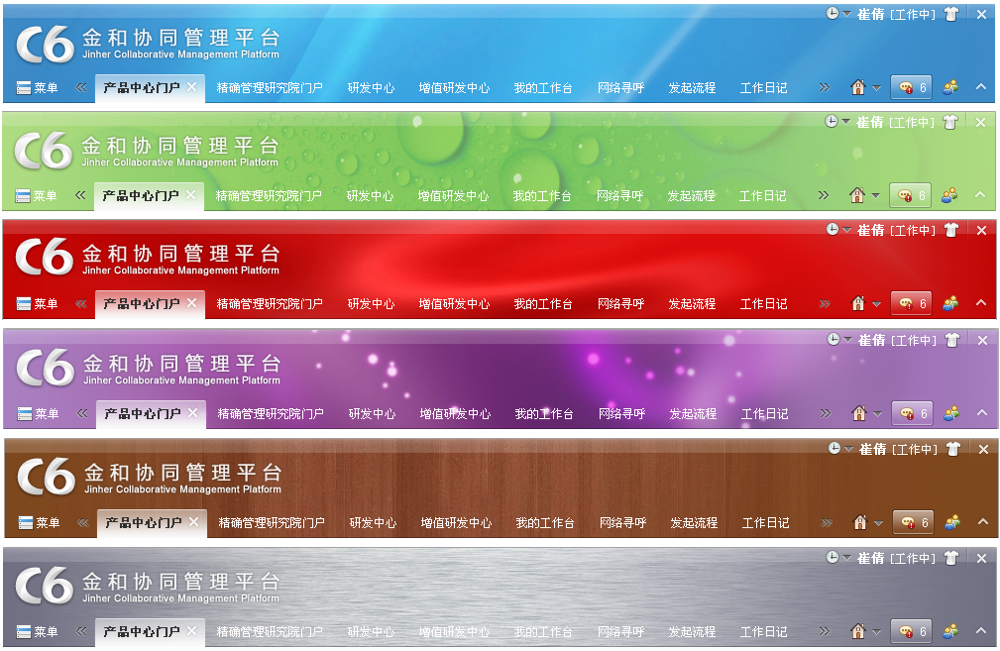 崔倩 [工作中]
C6 金和协同管理平台
Jinher Collaborative Management Platform
菜单 产品中心门户 精确管理研究院门户 研发中心 增值研发中心 我的工作台 网络寻呼 发起流程 工作日记 6
崔倩 [工作中]
C6 金和协同管理平台
Jinher Collaborative Management Platform
菜单 产品中心门户 精确管理研究院门户 研发中心 增值研发中心 我的工作台 网络寻呼 发起流程 工作日记 6
崔倩 [工作中]
C6 金和协同管理平台
Jinher Collaborative Management Platform
菜单 产品中心门户 精确管理研究院门户 研发中心 增值研发中心 我的工作台 网络寻呼 发起流程 工作日记 6
崔倩 [工作中]
C6 金和协同管理平台
Jinher Collaborative Management Platform
菜单 产品中心门户 精确管理研究院门户 研发中心 增值研发中心 我的工作台 网络寻呼 发起流程 工作日记 6
崔倩 [工作中]
C6 金和协同管理平台
Jinher Collaborative Management Platform
菜单 产品中心门户 精确管理研究院门户 研发中心 增值研发中心 我的工作台 网络寻呼 发起流程 工作日记 6
崔倩 [工作中]
C6 金和协同管理平台
Jinher Collaborative Management Platform
菜单 产品中心门户 精确管理研究院门户 研发中心 增值研发中心 我的工作台 网络寻呼 发起流程 工作日记 6